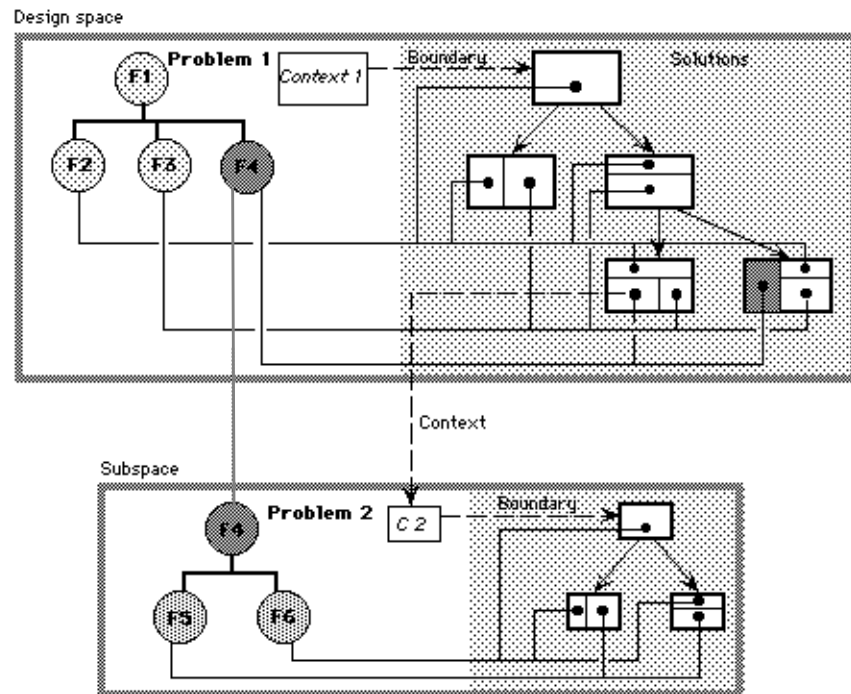 Design space
Problem 1
Context 1
Boundary
Solutions
F1
F2
F3
F4
Context
Subspace
F4
Problem 2
C 2
Boundary
F5
F6